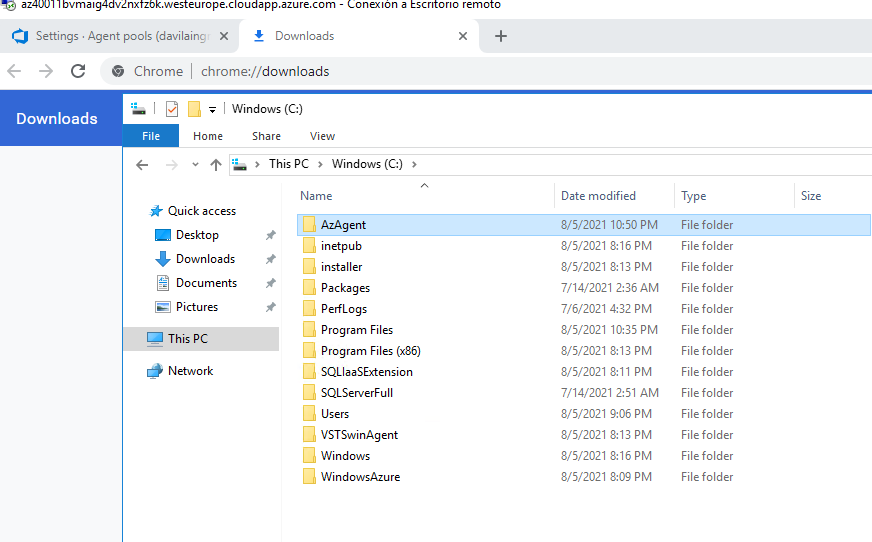 az40011bvmaig4dv2nxfz6k.westeurope.cloudapp.azure.com - Conexión a Escritorio remoto
Settings · Agent pools (davilaingr
Downloads
Chrome
chrome://downloads
Downloads
Windows (C:)
File
Home
Share
View
This PC
Windows (C:)
Name
Date modified
Type
Size
Quick access
Desktop
Downloads
Documents
Pictures
This PC
Network
AzAgent 8/5/2021 10:50 PM File folder
inetpub 8/5/2021 8:16 PM File folder
installer 8/5/2021 8:13 PM File folder
Packages 7/14/2021 2:36 AM File folder
PerfLogs 7/6/2021 4:32 PM File folder
Program Files 8/5/2021 10:35 PM File folder
Program Files (x86) 8/5/2021 8:13 PM File folder
SQLIaaSExtension 8/5/2021 8:11 PM File folder
SQLServerFull 7/14/2021 2:51 AM File folder
Users 8/5/2021 9:06 PM File folder
VSTSwinAgent 8/5/2021 8:13 PM File folder
Windows 8/5/2021 8:16 PM File folder
WindowsAzure 8/5/2021 8:09 PM File folder